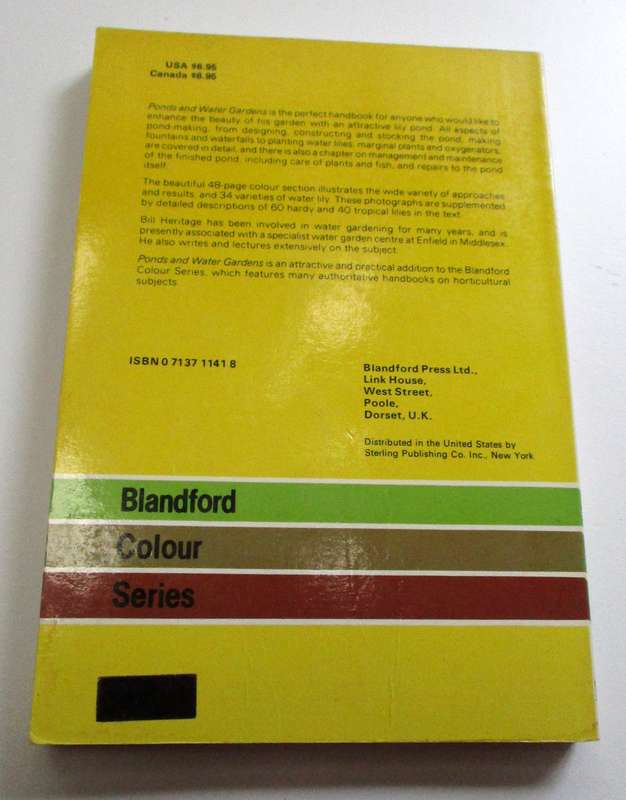 USA $6.95
Canada $8.95
Ponds and Water Gardens is the perfect handbook for anyone who would like to
enhance the beauty of his garden with an attractive lily pond. All aspects of
pond-making, from designing, constructing and stocking the pond, making
fountains and waterfalls to planting water lilies, marginal plants and oxygenators,
are covered in detail, and there is also a chapter on management and maintenance
of the finished pond, including care of plants and fish, and repairs to the pond
itself.
The beautiful 48-page colour section illustrates the wide variety of approaches
and results, and 34 varieties of water lily. These photographs are supplemented
by detailed descriptions of 60 hardy and 40 tropical lilies in the text.
Bill Heritage has been involved in water gardening for many years, and is
presently associated with a specialist water garden centre at Enfield in Middlesex.
He also writes and lectures extensively on the subject.
Ponds and Water Gardens is an attractive and practical addition to the Blandford
Colour Series, which features many authoritative handbooks on horticultural
subjects.
ISBN 0 7137 1141 8
Blandford Press Ltd.,
Link House,
West Street,
Poole,
Dorset, U.K.
Distributed in the United States by
Sterling Publishing Co. Inc., New York
Blandford
Colour
Series